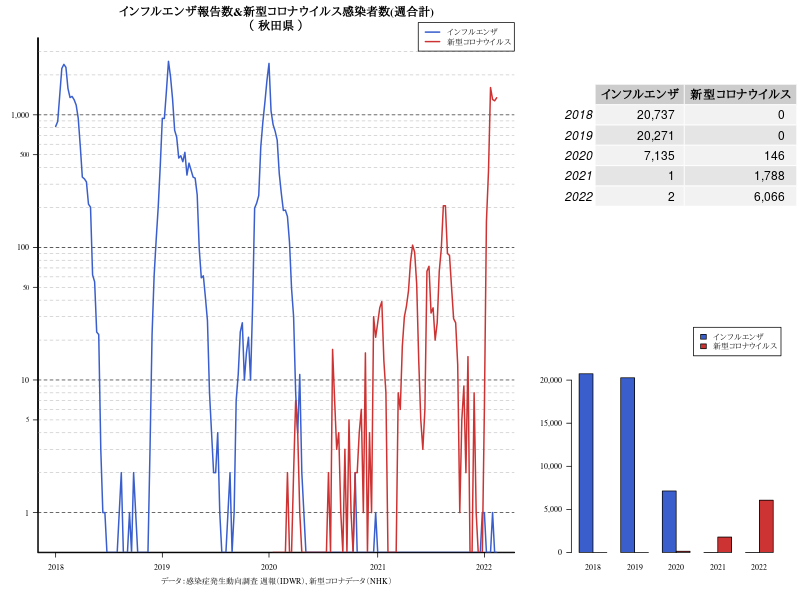 インフルエンザ報告数&新型コロナウイルス感染者数(週合計)
( 秋田県 )
インフルエンザ
新型コロナウイルス
1,000
500
100
50
10
5
1
2018 2019 2020 2021 2022
データ:感染症発生動向調査 週報(IDWR)、新型コロナデータ(NHK)
インフルエンザ 新型コロナウイルス
2018 20,737 0
2019 20,271 0
2020 7,135 146
2021 1 1,788
2022 2 6,066
インフルエンザ
新型コロナウイルス
20,000
15,000
10,000
5,000
0
2018 2019 2020 2021 2022